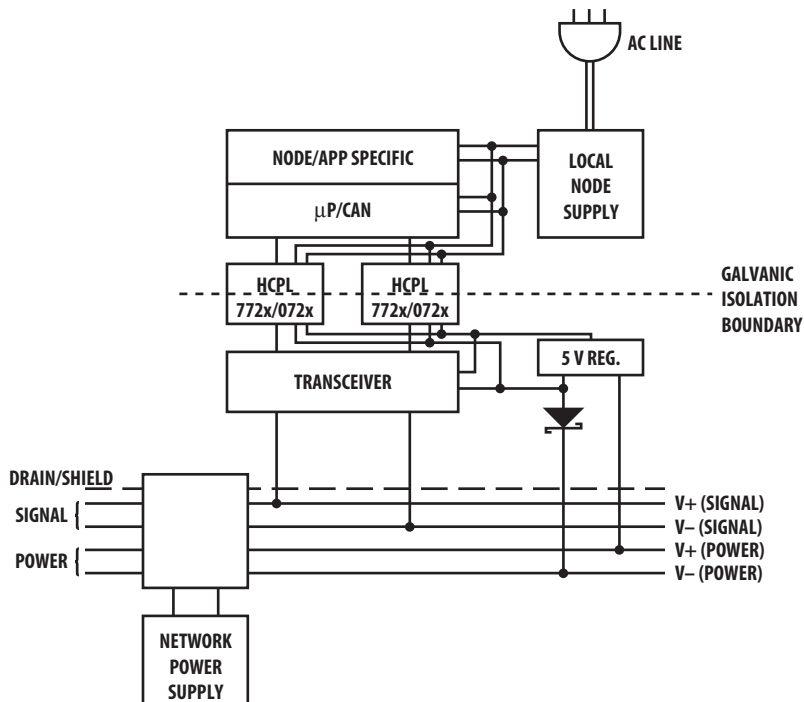 AC LINE
NODE/APP SPECIFIC
µP/CAN
LOCAL
NODE
SUPPLY
HCPL
772x/072x
HCPL
772x/072x
GALVANIC
ISOLATION
BOUNDARY
5 V REG.
TRANSCEIVER
DRAIN/SHIELD
SIGNAL
POWER
V+ (SIGNAL)
V– (SIGNAL)
V+ (POWER)
V– (POWER)
NETWORK
POWER
SUPPLY